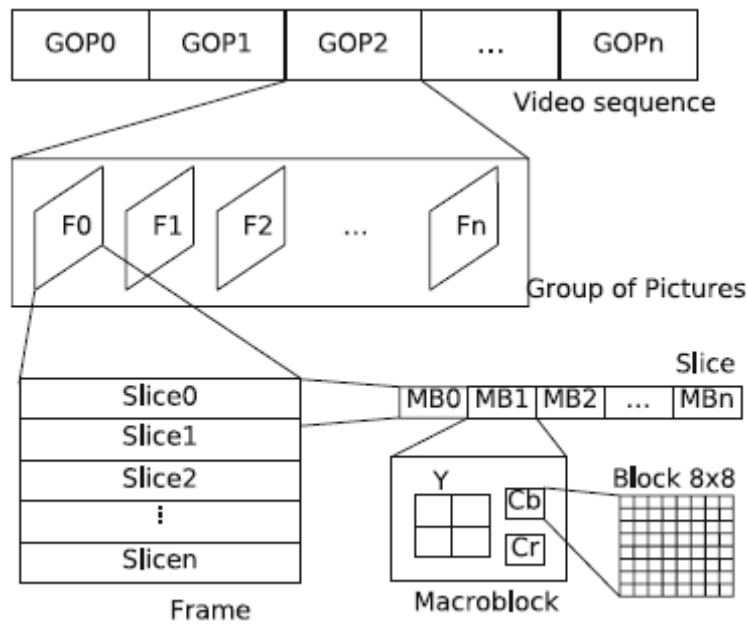 GOP0 GOP1 GOP2 ... GOPn
Video sequence
F0 F1 F2 ... Fn
Group of Pictures
Slice
MB0 MB1 MB2 ... MBn
Slice0
Slice1
Slice2
⋮
Slicen
Frame
Y
Cb
Cr
Macroblock
Block 8x8